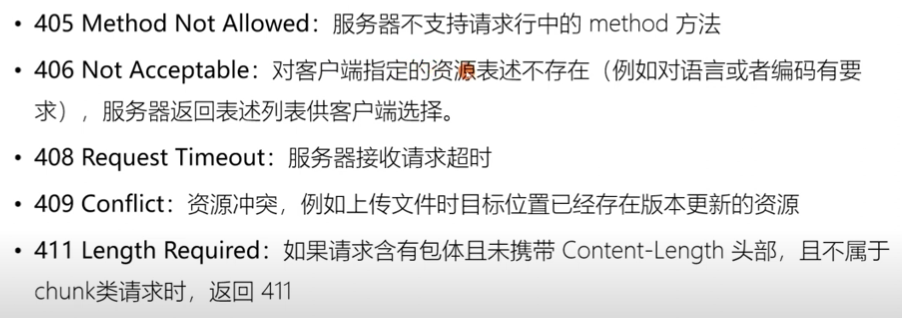 • 405 Method Not Allowed：服务器不支持请求行中的 method 方法
• 406 Not Acceptable：对客户端指定的资源表述不存在（例如对语言或者编码有要
求），服务器返回表述列表供客户端选择。
• 408 Request Timeout：服务器接收请求超时
• 409 Conflict：资源冲突，例如上传文件时目标位置已经存在版本更新的资源
• 411 Length Required：如果请求含有包体且未携带 Content-Length 头部，且不属于
chunk类请求时，返回 411